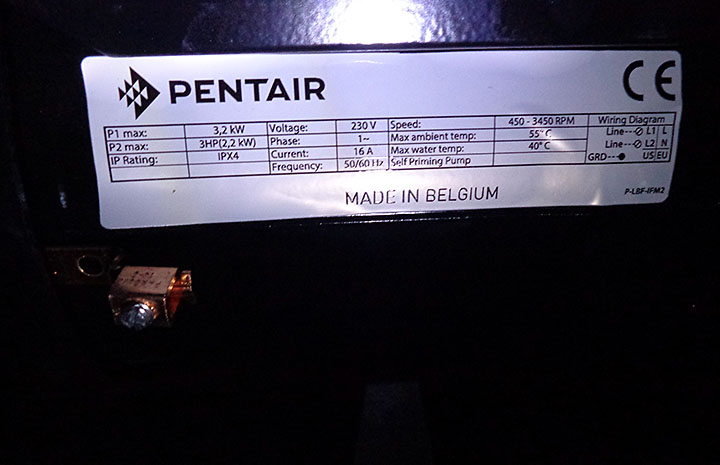 PENTAIR
CE
P1 max: 3,2 kW Voltage: 230 V Speed: 450 - 3450 RPM Wiring Diagram
P2 max: 3HP(2,2 kW) Phase: 1~ Max ambient temp: 55°C Line---⊘ L1 L
IP Rating: IPX4 Current: 16 A Max water temp: 40°C Line---⊘ L2 N
Frequency: 50/60 Hz Self Priming Pump GRD---● US EU
MADE IN BELGIUM
P-LBF-IFM2